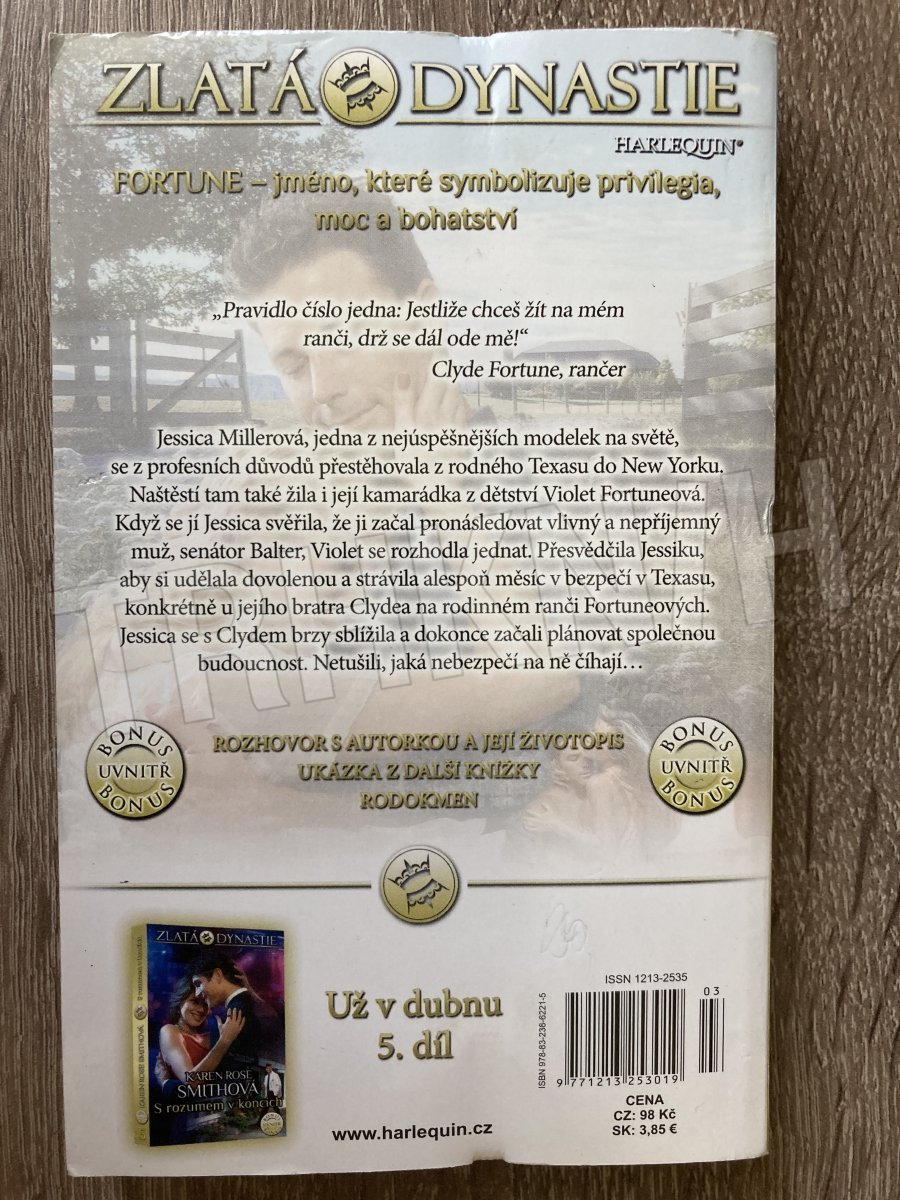 ZLATÁ DYNASTIE
HARLEQUIN®
FORTUNE – jméno, které symbolizuje privilegia,
moc a bohatství
„Pravidlo číslo jedna: Jestliže chceš žít na mém
ranči, drž se dál ode mě!“
Clyde Fortune, rančer
Jessica Millerová, jedna z nejúspěšnějších modelek na světě,
se z profesních důvodů přestěhovala z rodného Texasu do New Yorku.
Naštěstí tam také žila i její kamarádka z dětství Violet Fortuneová.
Když se jí Jessica svěřila, že ji začal pronásledovat vlivný a nepříjemný
muž, senátor Balter, Violet se rozhodla jednat. Přesvědčila Jessiku,
aby si udělala dovolenou a strávila alespoň měsíc v bezpečí v Texasu,
konkrétně u jejího bratra Clydea na rodinném ranči Fortuneových.
Jessica se s Clydem brzy sblížila a dokonce začali plánovat společnou
budoucnost. Netušili, jaká nebezpečí na ně číhají…
TRHKNIH
BONUS
UVNITŘ
BONUS
ROZHOVOR S AUTORKOU A JEJÍ ŽIVOTOPIS
UKÁZKA Z DALŠÍ KNÍŽKY
RODOKMEN
BONUS
UVNITŘ
BONUS
ZLATÁ DYNASTIE
KAREN ROSE
SMITHOVÁ
S rozumem v koncích
BONUS
UVNITŘ
Už v dubnu
5. díl
www.harlequin.cz
ISSN 1213-2535
03
ISBN 978-83-238-6221-5
9 771213 253019
CENA
CZ: 98 Kč
SK: 3,85 €